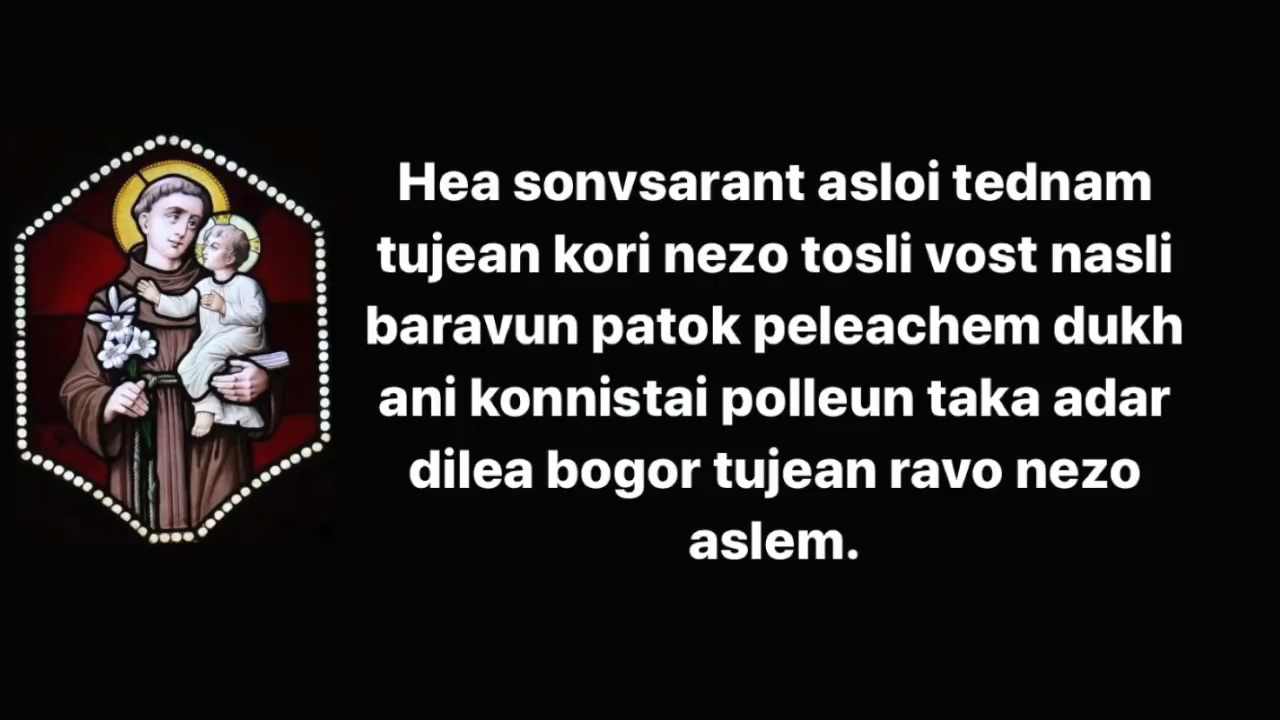 Hea sonvsarant asloi tednam
tujean kori nezo tosli vost nasli
baravun patok peleachem dukh
ani konnistai polleun taka adar
dilea bogor tujean ravo nezo
aslem.